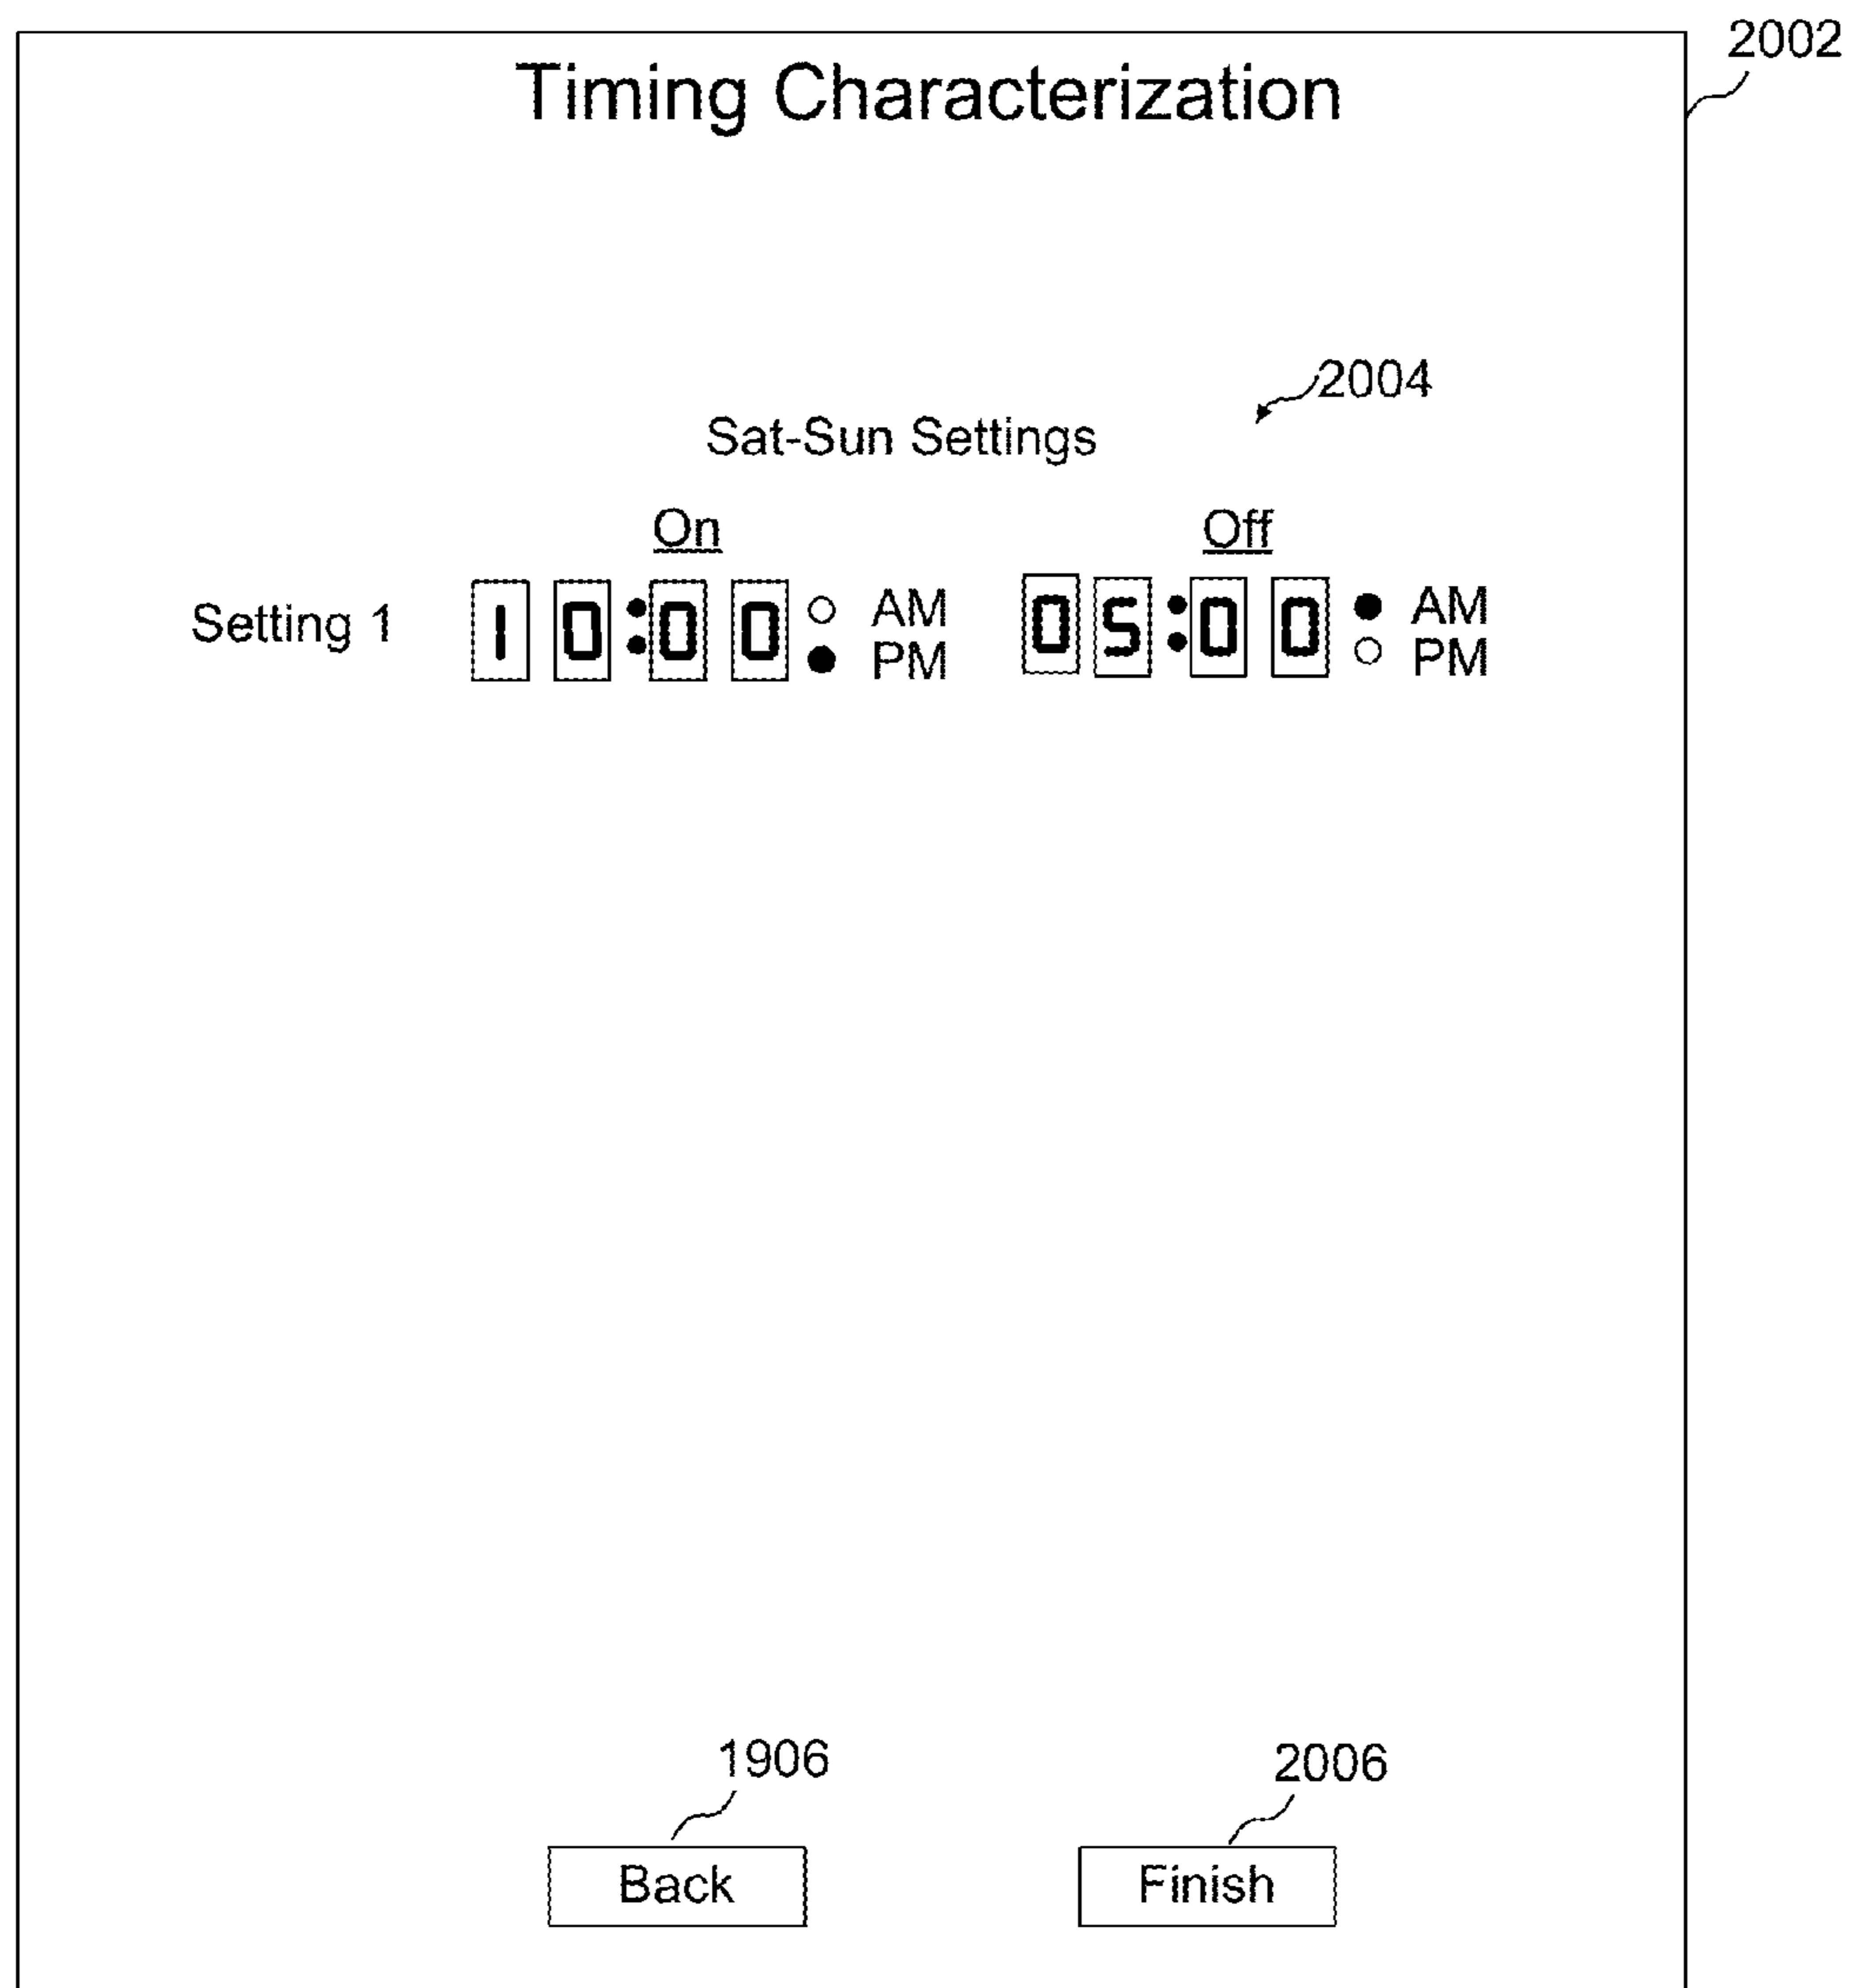 2002
Timing Characterization
2004
Sat-Sun Settings
On Off
Setting 1 10:00 AM PM 05:00 AM PM
1906 2006
Back Finish